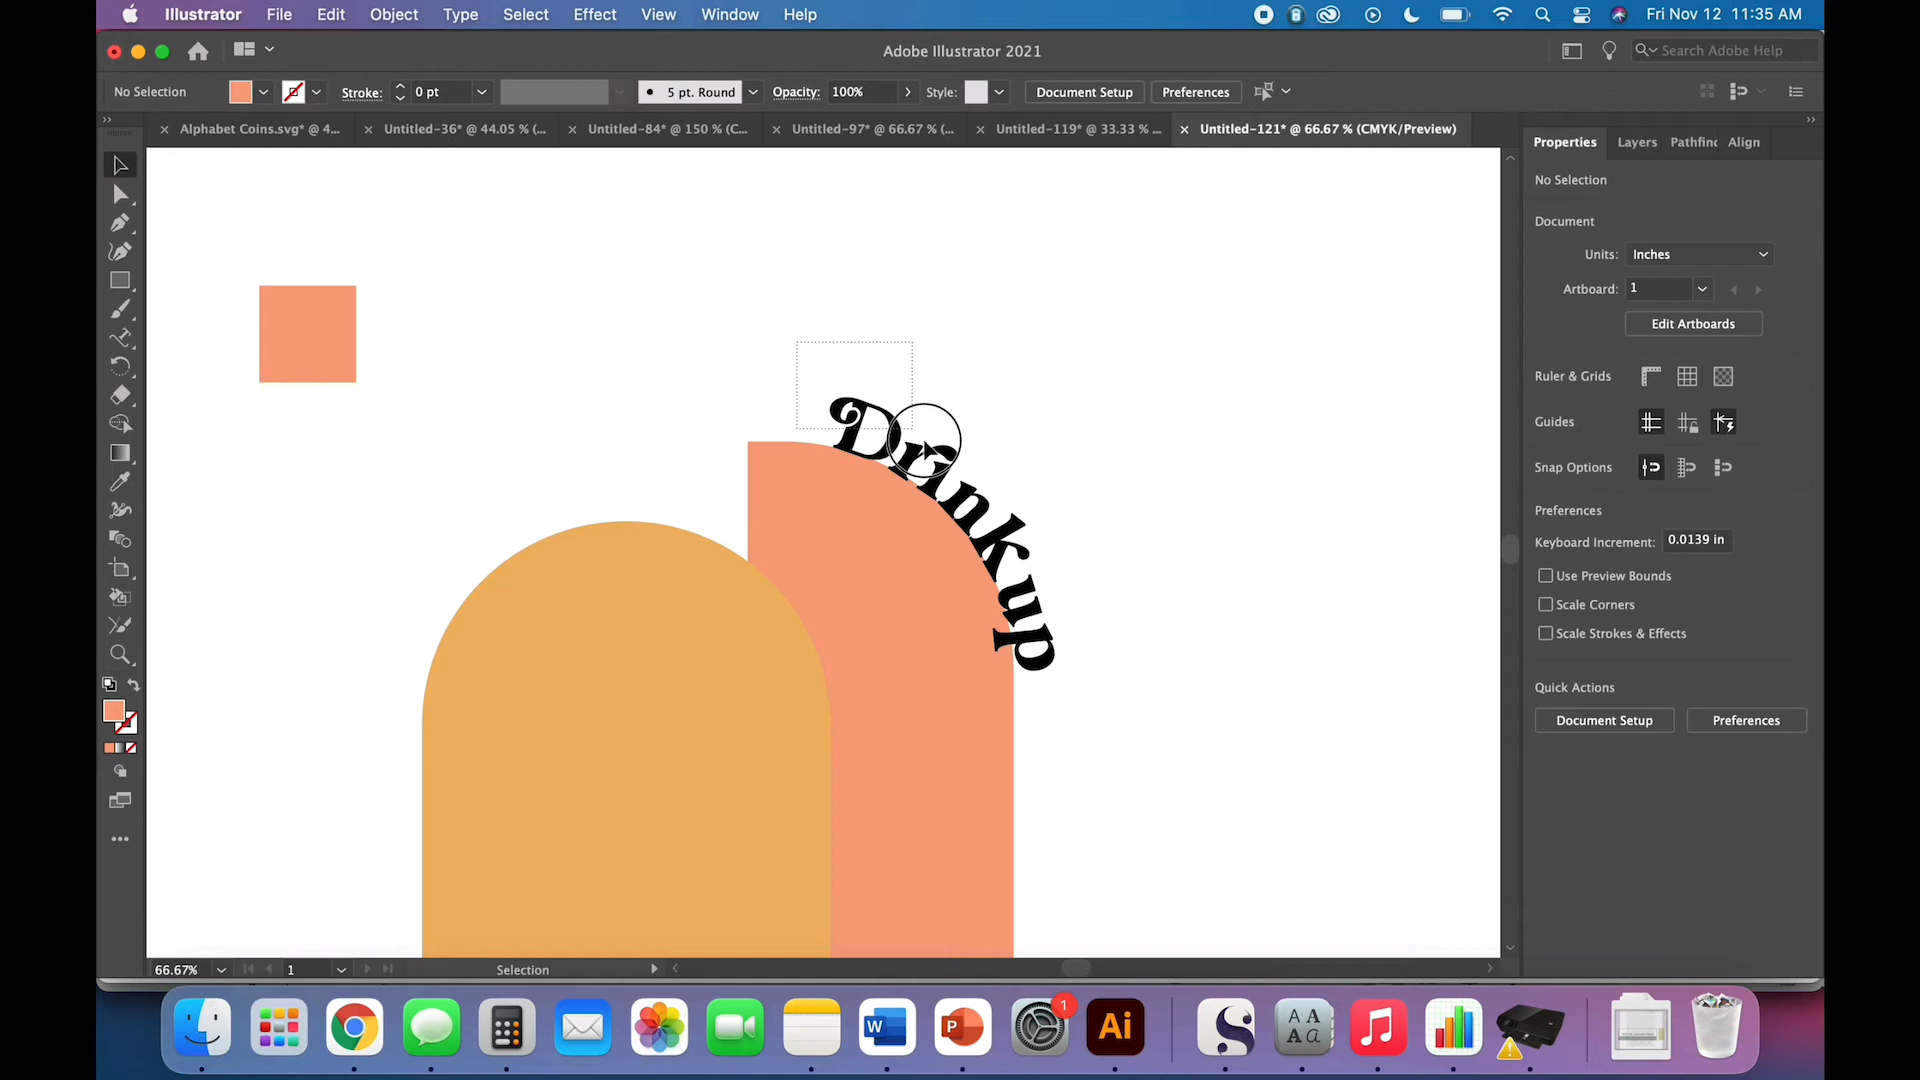 Illustrator File Edit Object Type Select Effect View Window Help Fri Nov 12 11:35 AM
Adobe Illustrator 2021 Search Adobe Help
No Selection Stroke: 0 pt 5 pt. Round Opacity: 100% Style: Document Setup Preferences
Alphabet Coins.svg* @ 4... Untitled-36* @ 44.05 % (... Untitled-84* @ 150 % (C... Untitled-97* @ 66.67 % (... Untitled-119* @ 33.33 % ... Untitled-121* @ 66.67 % (CMYK/Preview)
Properties Layers Pathfind Align
No Selection
Document
Units: Inches
Artboard: 1
Edit Artboards
Ruler & Grids
Guides
Snap Options
Preferences
Keyboard Increment: 0.0139 in
Use Preview Bounds
Scale Corners
Scale Strokes & Effects
Quick Actions
Document Setup Preferences
Drink up
66.67% 1 Selection
1
W P Ai S A A
A a